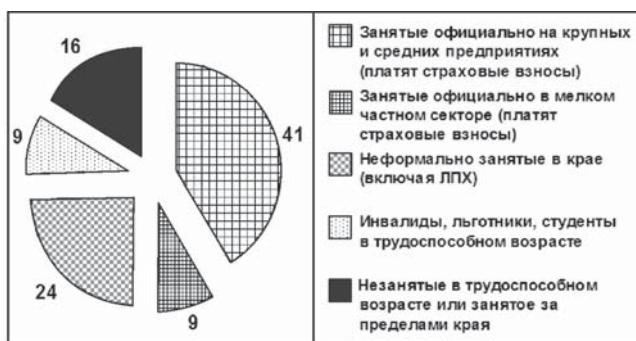 16
9
41
24
9
Занятые официально на крупных
и средних предприятиях
(платят страховые взносы)
Занятые официально в мелком
частном секторе (платят
страховые взносы)
Неформально занятые в крае
(включая ЛПХ)
Инвалиды, льготники, студенты
в трудоспособном возрасте
Незанятые в трудоспособном
возрасте или занятое за
пределами края